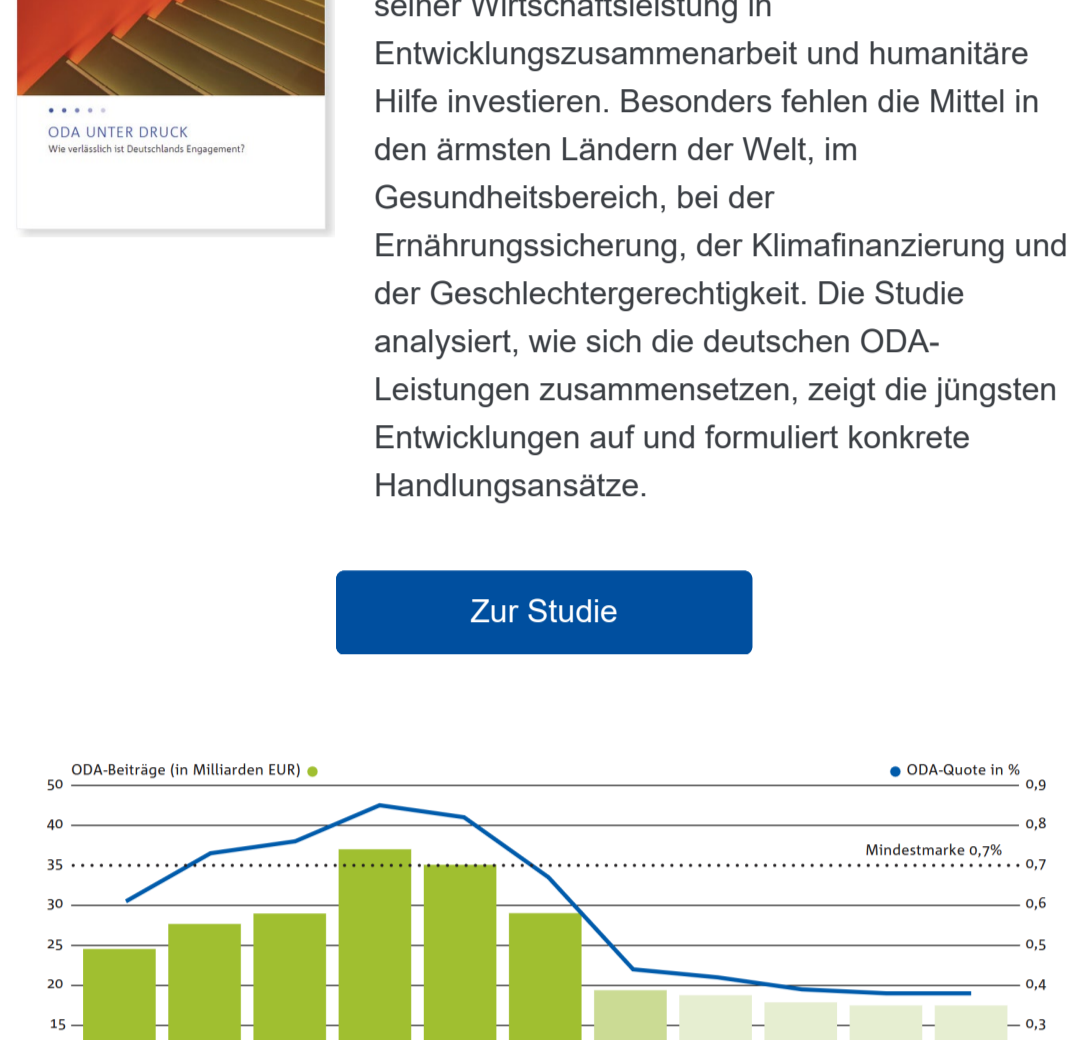 seiner Wirtschaftsleistung in
Entwicklungszusammenarbeit und humanitäre
Hilfe investieren. Besonders fehlen die Mittel in
den ärmsten Ländern der Welt, im
Gesundheitsbereich, bei der
Ernährungssicherung, der Klimafinanzierung und
der Geschlechtergerechtigkeit. Die Studie
analysiert, wie sich die deutschen ODA-
Leistungen zusammensetzen, zeigt die jüngsten
Entwicklungen auf und formuliert konkrete
Handlungsansätze.
ODA UNTER DRUCK
Wie verlässlich ist Deutschlands Engagement?
Zur Studie
ODA-Beiträge (in Milliarden EUR)
ODA-Quote in %
50
0,9
40
0,8
Mindestmarke 0,7%
35
0,7
30
0,6
25
0,5
20
0,4
15
0,3